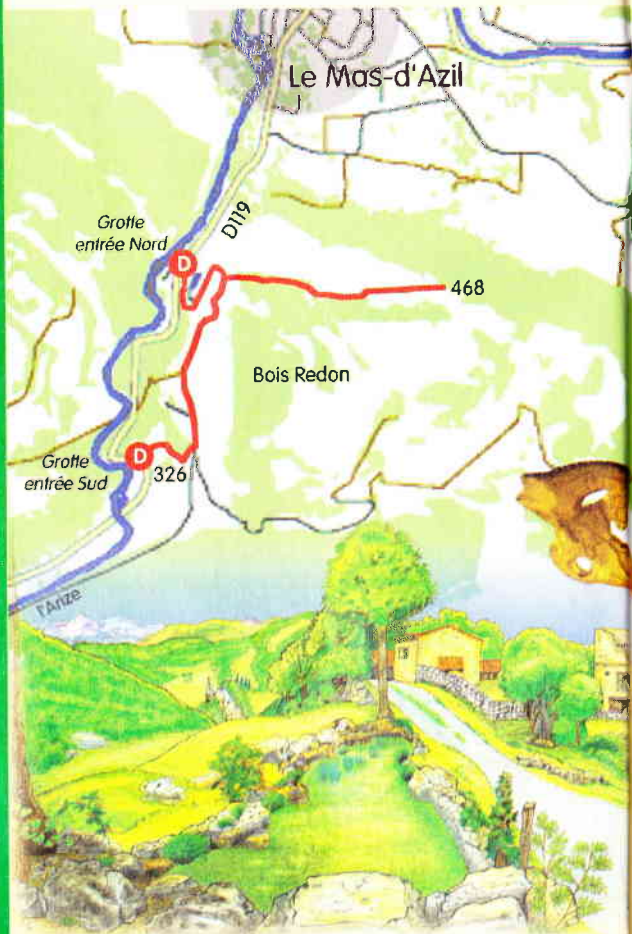 Le Mas-d'Azil
D119
Grotte
entrée Nord
D
468
Bois Redon
Grotte
entrée Sud
D
326
l'Arize